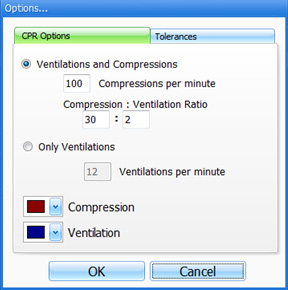 Options...
CPR Options Tolerances
Ventilations and Compressions
100 Compressions per minute
Compression : Ventilation Ratio
30 : 2
Only Ventilations
12 Ventilations per minute
Compression
Ventilation
OK Cancel